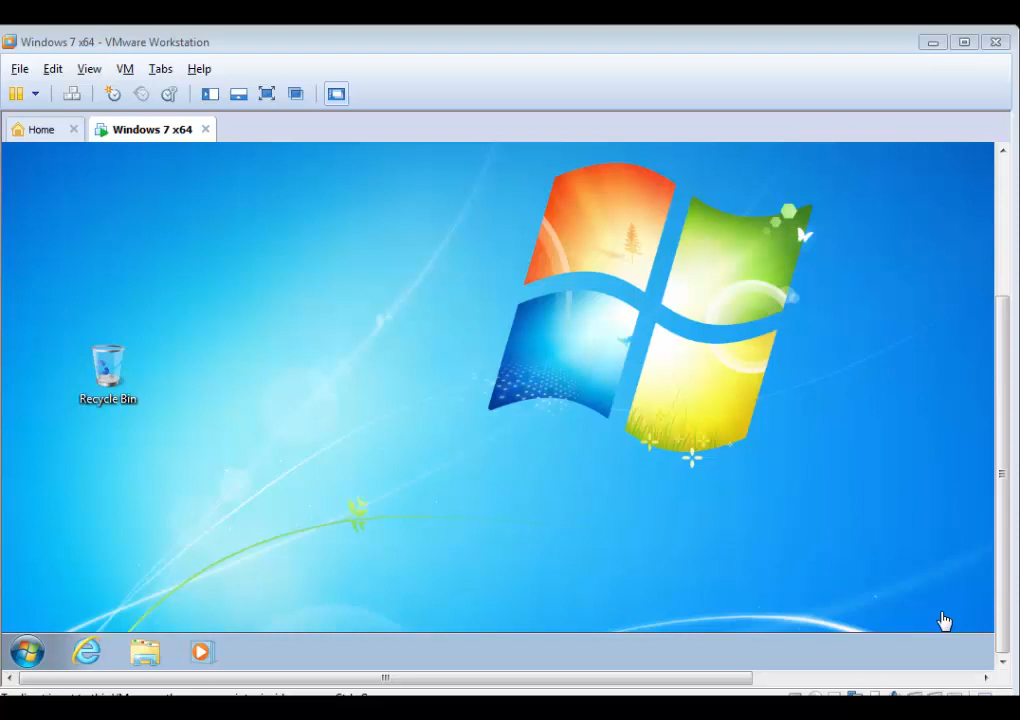 Windows 7 x64 - VMware Workstation
File Edit View VM Tabs Help
Home Windows 7 x64
Recycle Bin